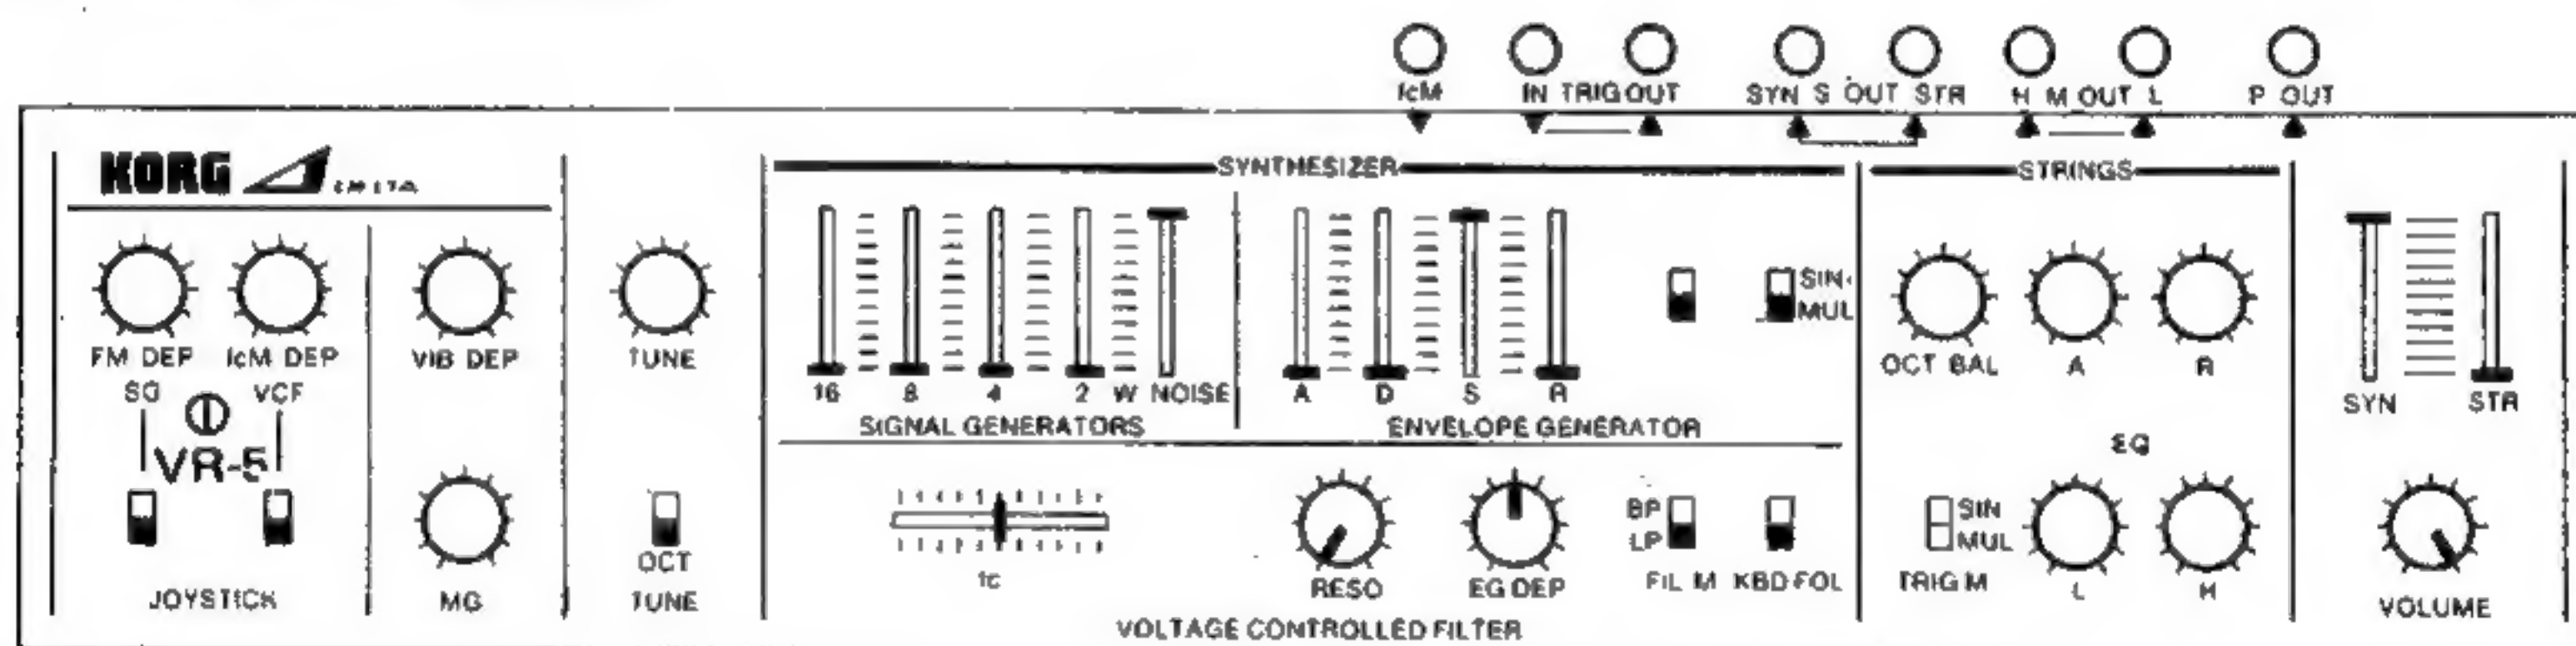 IcM IN TRIG OUT SYN S OUT STR H M OUT L P OUT
KORG DELTA
SYNTHESIZER
STRINGS
SIN
MUL
FM DEP IcM DEP VIB DEP TUNE
OCT BAL A R
16 8 4 2 W NOISE A D S R
SG VCF
SYN STR
SIGNAL GENERATORS ENVELOPE GENERATOR
VR-5
EQ
BP
LP
SIN
MUL
OCT
fc RESO EG DEP FIL M KBD FOL TRIG M L H
JOYSTICK MG TUNE
VOLUME
VOLTAGE CONTROLLED FILTER